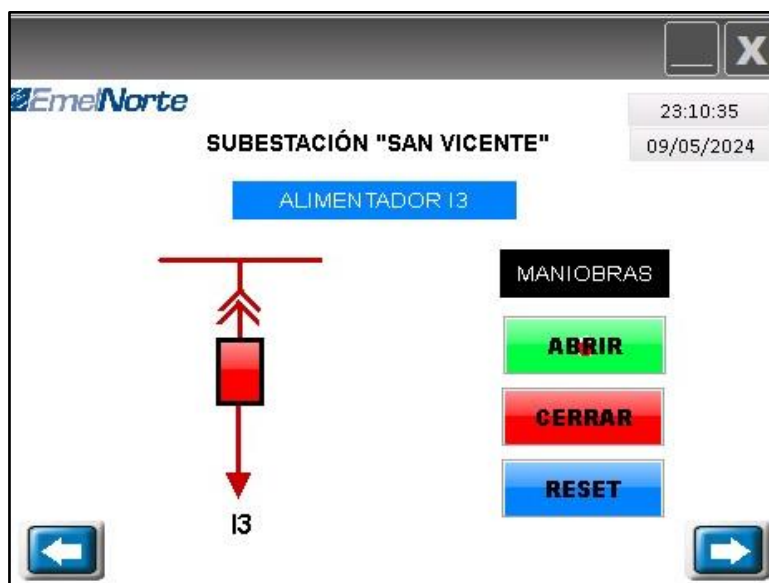 X
EmelNorte
23:10:35
SUBESTACIÓN "SAN VICENTE"
09/05/2024
ALIMENTADOR I3
MANIOBRAS
ABRIR
CERRAR
RESET
I3